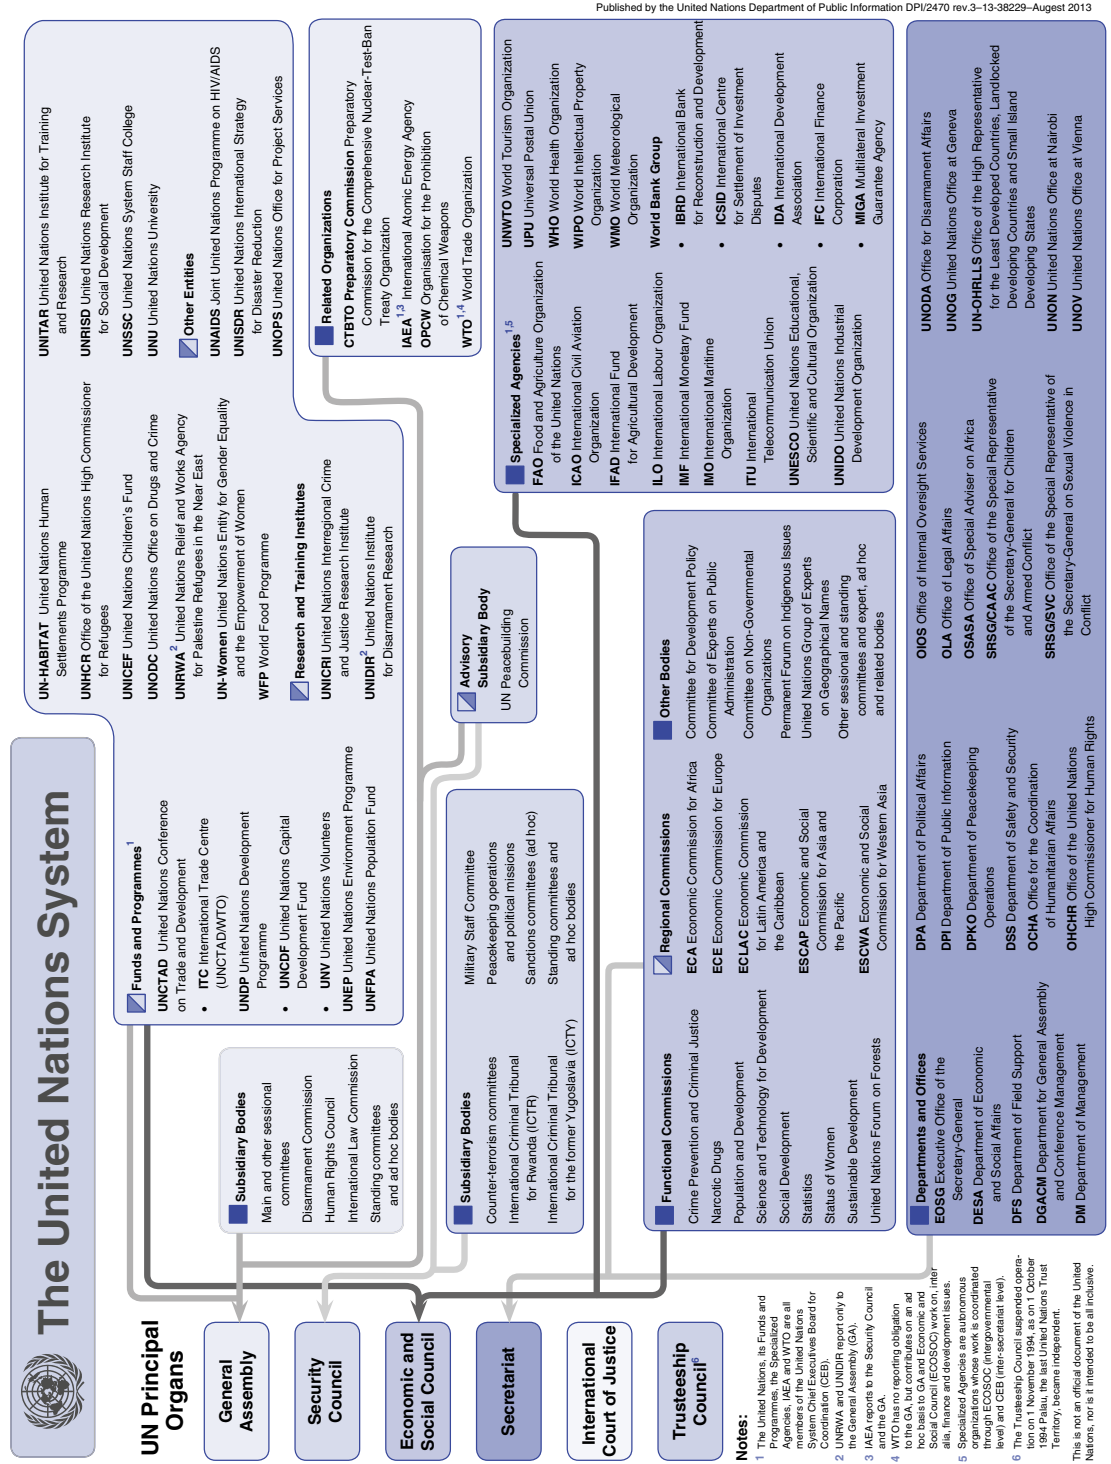 Published by the United Nations Department of Public Information DPI/2470 rev.3–13-38229–Augest 2013
The United Nations System
UN Principal
Organs
General
Assembly
Security
Council
Economic and
Social Council
Secretariat
International
Court of Justice
Trusteeship
Council6
Subsidiary Bodies
Main and other sessional
committees
Disarmament Commission
Human Rights Council
International Law Commission
Standing committees
and ad hoc bodies
Funds and Programmes1
UNCTAD United Nations Conference
on Trade and Development
• ITC International Trade Centre
(UNCTAD/WTO)
UNDP United Nations Development
Programme
• UNCDF United Nations Capital
Development Fund
• UNV United Nations Volunteers
UNEP United Nations Environment Programme
UNFPA United Nations Population Fund
UN-HABITAT United Nations Human
Settlements Programme
UNHCR Office of the United Nations High Commissioner
for Refugees
UNICEF United Nations Children's Fund
UNODC United Nations Office on Drugs and Crime
UNRWA2 United Nations Relief and Works Agency
for Palestine Refugees in the Near East
UN-Women United Nations Entity for Gender Equality
and the Empowerment of Women
WFP World Food Programme
Research and Training Institutes
UNICRI United Nations Interregional Crime
and Justice Research Institute
UNIDIR2 United Nations Institute
for Disarmament Research
UNITAR United Nations Institute for Training
and Research
UNRISD United Nations Research Institute
for Social Development
UNSSC United Nations System Staff College
UNU United Nations University
Other Entities
UNAIDS Joint United Nations Programme on HIV/AIDS
UNISDR United Nations International Strategy
for Disaster Reduction
UNOPS United Nations Office for Project Services
Related Organizations
CTBTO Preparatory Commission Preparatory
Commission for the Comprehensive Nuclear-Test-Ban
Treaty Organization
IAEA1,3 International Atomic Energy Agency
OPCW Organisation for the Prohibition
of Chemical Weapons
WTO1,4 World Trade Organization
Subsidiary Bodies
Counter-terrorism committees
International Criminal Tribunal
for Rwanda (ICTR)
International Criminal Tribunal
for the former Yugoslavia (ICTY)
Military Staff Committee
Peacekeeping operations
and political missions
Sanctions committees (ad hoc)
Standing committees and
ad hoc bodies
Advisory
Subsidiary Body
UN Peacebuilding
Commission
Specialized Agencies1,5
FAO Food and Agriculture Organization
of the United Nations
ICAO International Civil Aviation
Organization
IFAD International Fund
for Agricultural Development
ILO International Labour Organization
IMF International Monetary Fund
IMO International Maritime
Organization
ITU International
Telecommunication Union
UNESCO United Nations Educational,
Scientific and Cultural Organization
UNIDO United Nations Industrial
Development Organization
UNWTO World Tourism Organization
UPU Universal Postal Union
WHO World Health Organization
WIPO World Intellectual Property
Organization
WMO World Meteorological
Organization
World Bank Group
• IBRD International Bank
for Reconstruction and Development
• ICSID International Centre
for Settlement of Investment
Disputes
• IDA International Development
Association
• IFC International Finance
Corporation
• MIGA Multilateral Investment
Guarantee Agency
Functional Commissions
Crime Prevention and Criminal Justice
Narcotic Drugs
Population and Development
Science and Technology for Development
Social Development
Statistics
Status of Women
Sustainable Development
United Nations Forum on Forests
Regional Commissions
ECA Economic Commission for Africa
ECE Economic Commission for Europe
ECLAC Economic Commission
for Latin America and
the Caribbean
ESCAP Economic and Social
Commission for Asia and
the Pacific
ESCWA Economic and Social
Commission for Western Asia
Other Bodies
Committee for Development Policy
Committee of Experts on Public
Administration
Committee on Non-Governmental
Organizations
Permanent Forum on Indigenous Issues
United Nations Group of Experts
on Geographical Names
Other sessional and standing
committees and expert, ad hoc
and related bodies
Departments and Offices
EOSG Executive Office of the
Secretary-General
DESA Department of Economic
and Social Affairs
DFS Department of Field Support
DGACM Department for General Assembly
and Conference Management
DM Department of Management
DPA Department of Political Affairs
DPI Department of Public Information
DPKO Department of Peacekeeping
Operations
DSS Department of Safety and Security
OCHA Office for the Coordination
of Humanitarian Affairs
OHCHR Office of the United Nations
High Commissioner for Human Rights
OIOS Office of Internal Oversight Services
OLA Office of Legal Affairs
OSASA Office of Special Adviser on Africa
SRSG/CAAC Office of the Special Representative
of the Secretary-General for Children
and Armed Conflict
SRSG/SVC Office of the Special Representative of
the Secretary-General on Sexual Violence in
Conflict
UNODA Office for Disarmament Affairs
UNOG United Nations Office at Geneva
UN-OHRLLS Office of the High Representative
for the Least Developed Countries, Landlocked
Developing Countries and Small Island
Developing States
UNON United Nations Office at Nairobi
UNOV United Nations Office at Vienna
Notes:
1 The United Nations, its Funds and
Programmes, the Specialized
Agencies, IAEA and WTO are all
members of the United Nations
System Chief Executives Board for
Coordination (CEB).
2 UNRWA and UNIDIR report only to
the General Assembly (GA).
3 IAEA reports to the Security Council
and the GA.
4 WTO has no reporting obligation
to the GA, but contributes on an ad
hoc basis to GA and Economic and
Social Council (ECOSOC) work on, inter
alia, finance and development issues.
5 Specialized Agencies are autonomous
organizations whose work is coordinated
through ECOSOC (intergovernmental
level) and CEB (inter-secretariat level).
6 The Trusteeship Council suspended opera-
tion on 1 November 1994, as on 1 October
1994 Palau, the last United Nations Trust
Territory, became independent.
This is not an official document of the United
Nations, nor is it intended to be all inclusive.